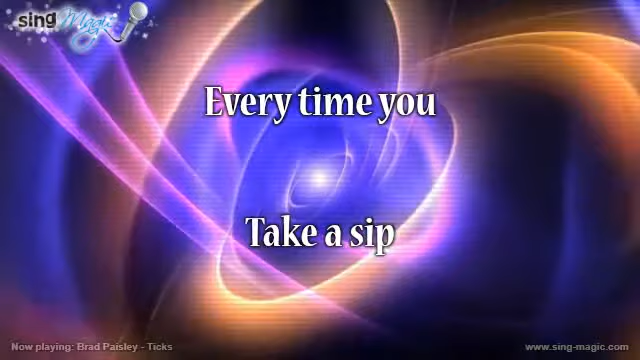 sing Magic
Every time you
Take a sip
Now playing: Brad Paisley - Ticks
www.sing-magic.com